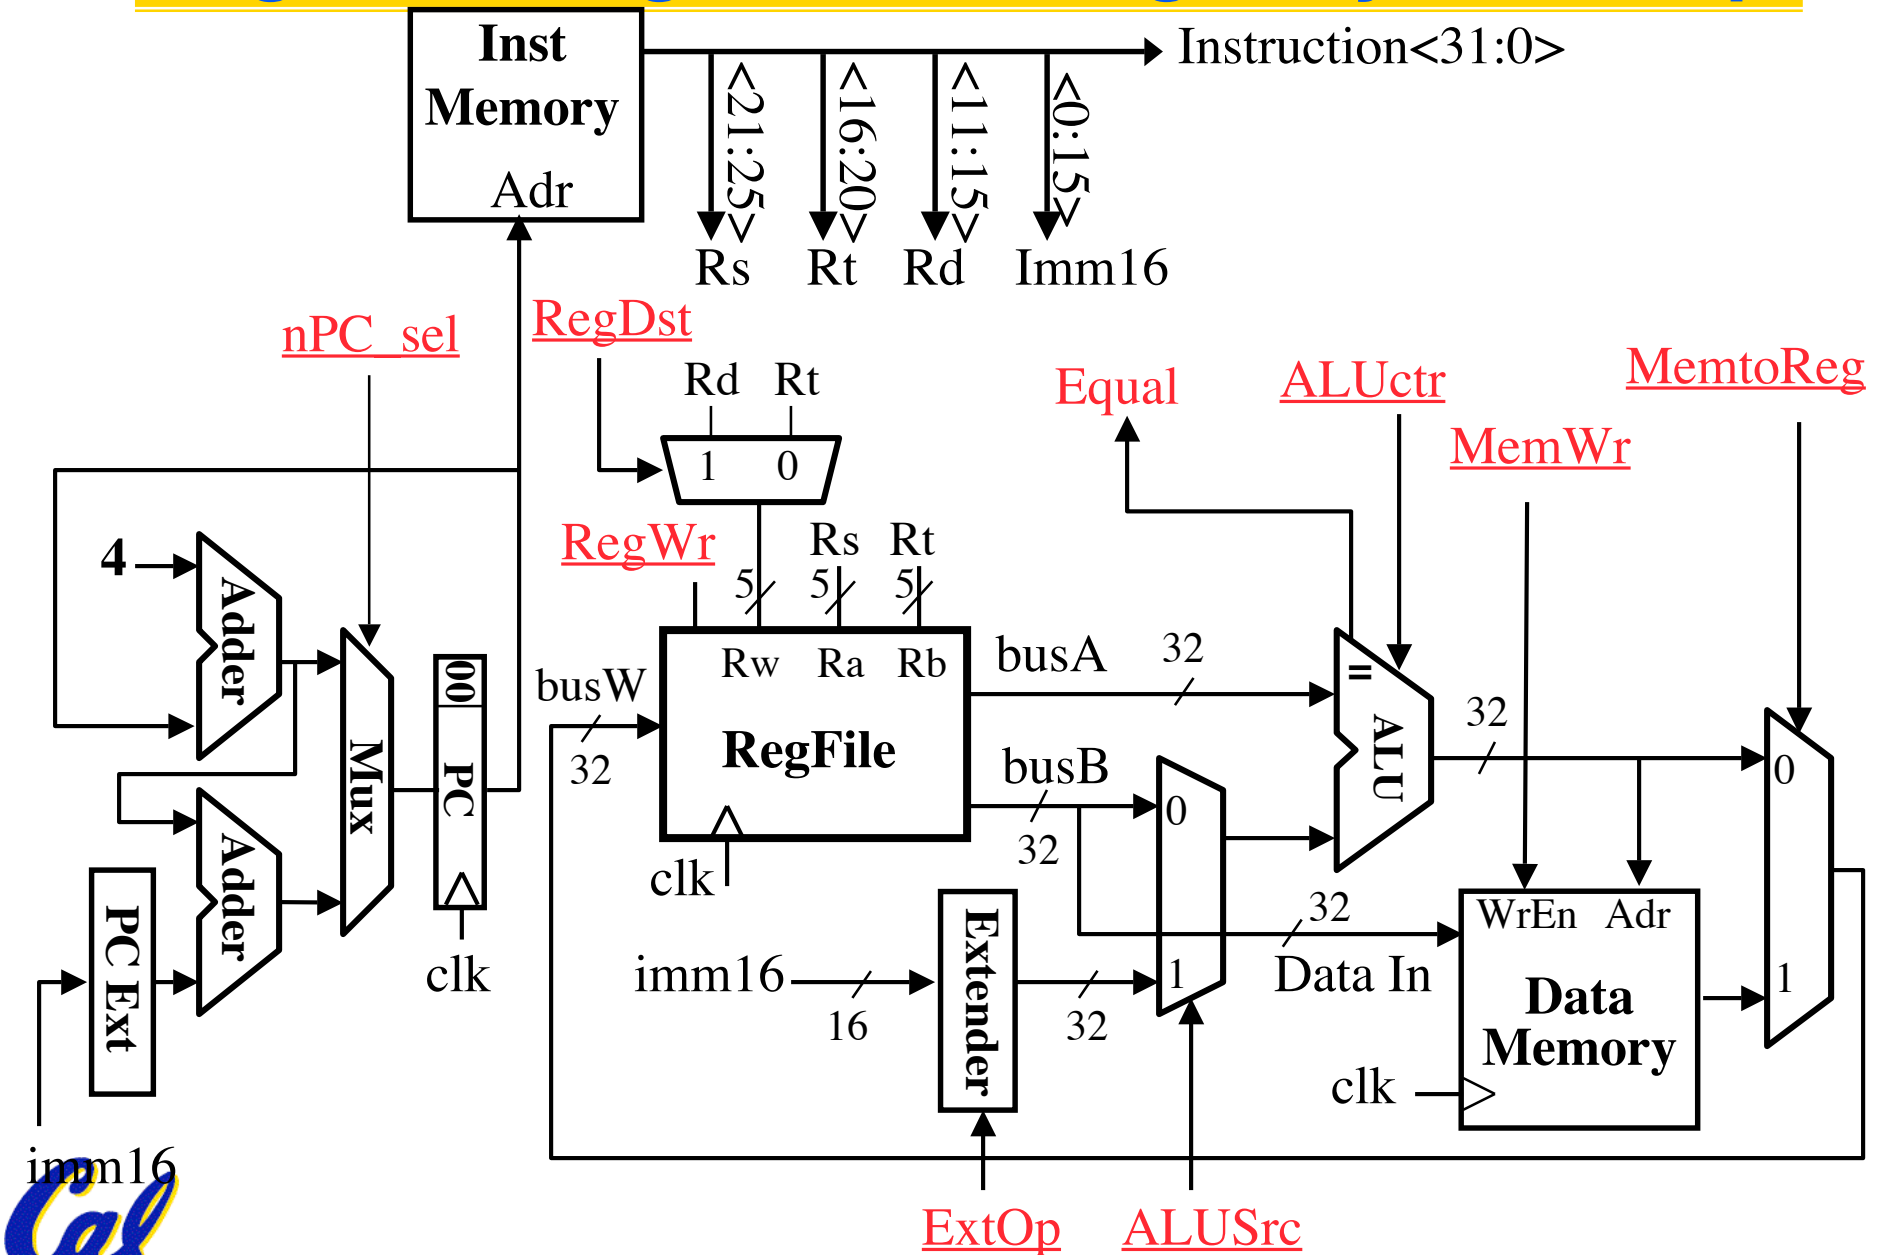 Inst
Memory
Adr
Instruction<31:0>
<21:25>
<16:20>
<11:15>
<0:15>
Rs
Rt
Rd
Imm16
nPC_sel
RegDst
Rd
Rt
1
0
Equal
ALUctr
MemtoReg
MemWr
RegWr
Rs
Rt
5
5
5
4
Adder
Mux
00
PC
clk
Adder
PC Ext
imm16
busW
32
Rw
Ra
Rb
RegFile
clk
busA
32
busB
32
0
1
=
ALU
32
0
1
imm16
16
Extender
32
32
Data In
WrEn
Adr
Data
Memory
clk
ExtOp
ALUSrc
Cal